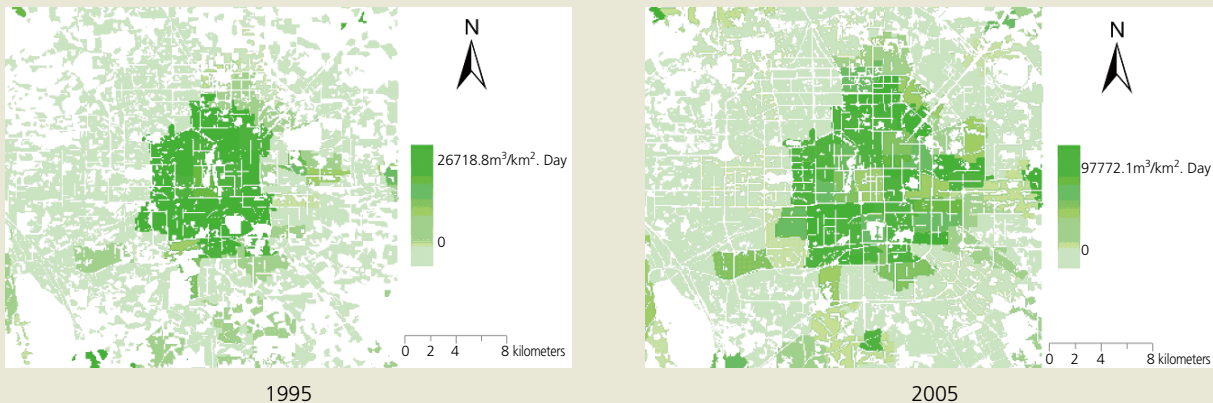 N
26718.8m³/km². Day
0
0 2 4 8 kilometers
1995
N
97772.1m³/km². Day
0
0 2 4 8 kilometers
2005